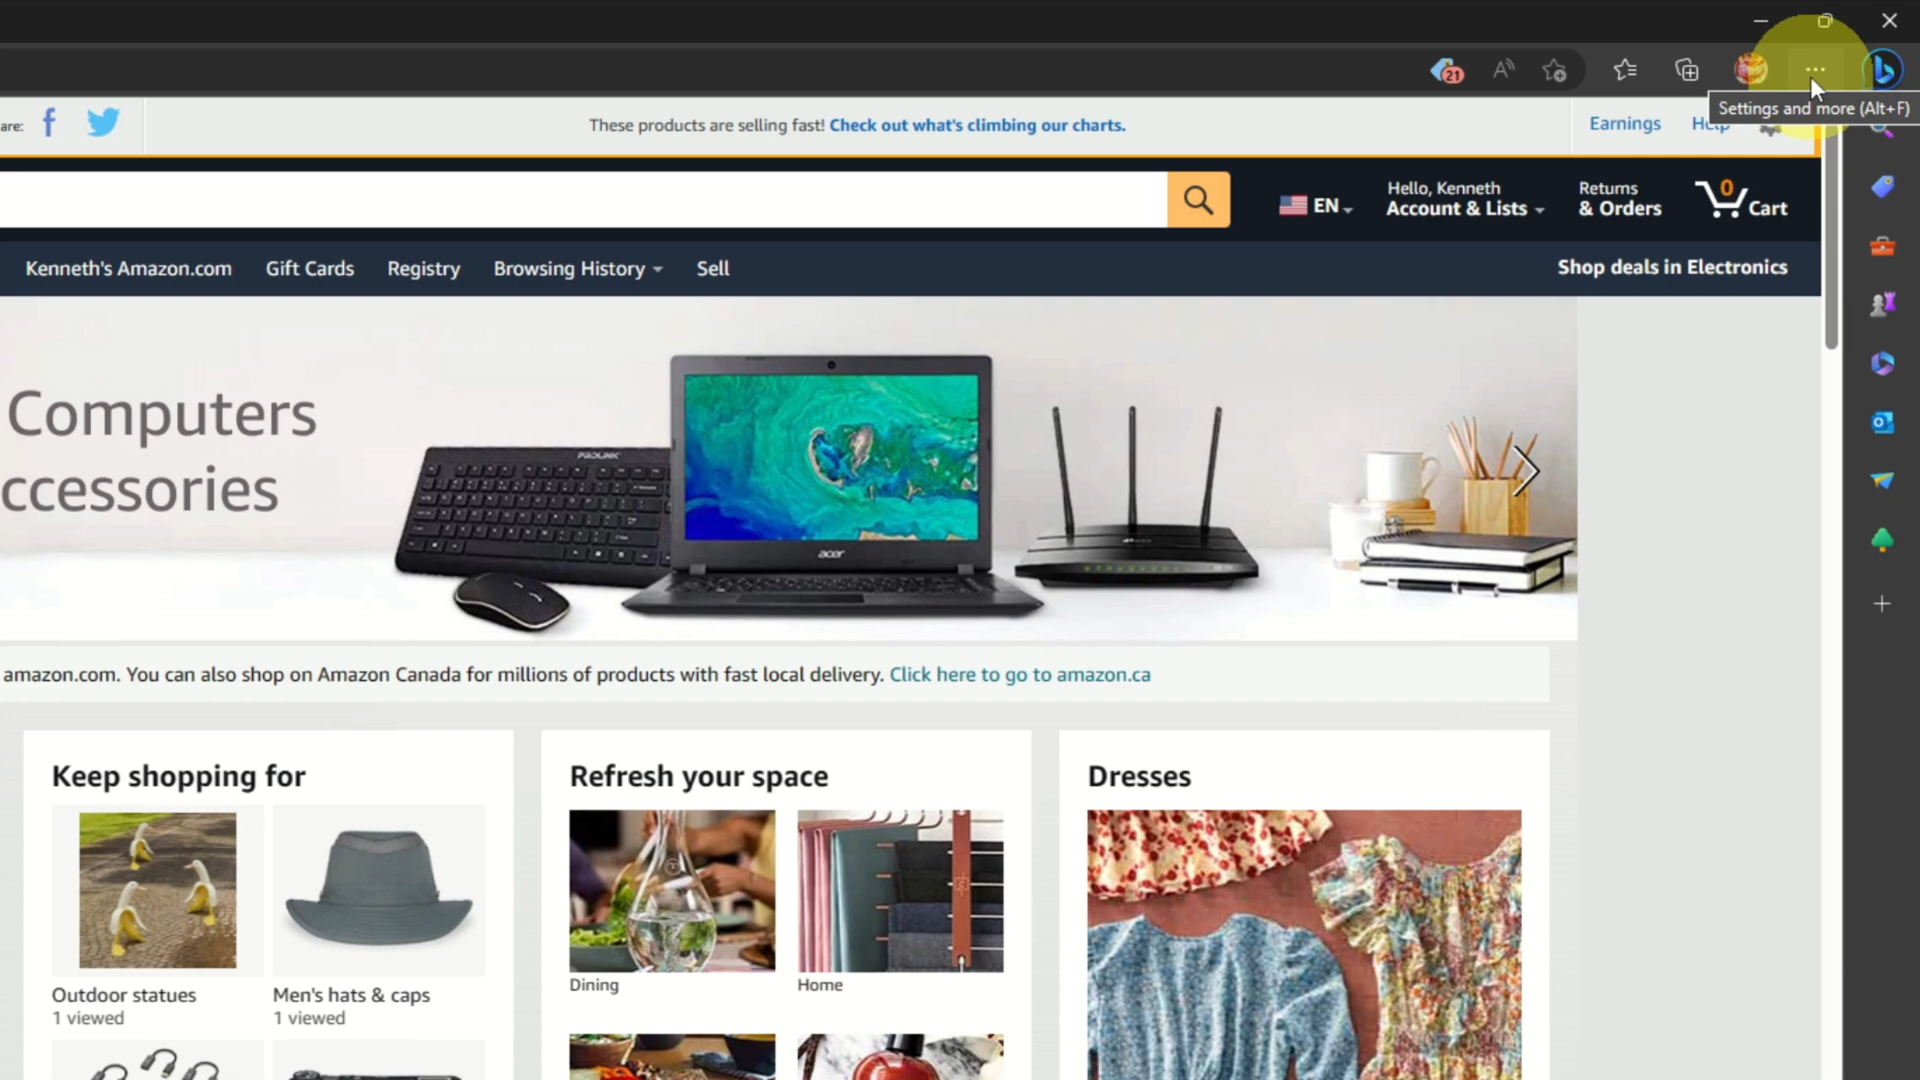 21
Settings and more (Alt+F)
are:
These products are selling fast! Check out what's climbing our charts.
Earnings
Help
EN
Hello, Kenneth
Account & Lists
Returns
& Orders
0
Cart
Kenneth's Amazon.com
Gift Cards
Registry
Browsing History
Sell
Shop deals in Electronics
Computers
ccessories
PROLINK
acer
amazon.com. You can also shop on Amazon Canada for millions of products with fast local delivery. Click here to go to amazon.ca
Keep shopping for
Outdoor statues
1 viewed
Men's hats & caps
1 viewed
Refresh your space
Dining
Home
Dresses